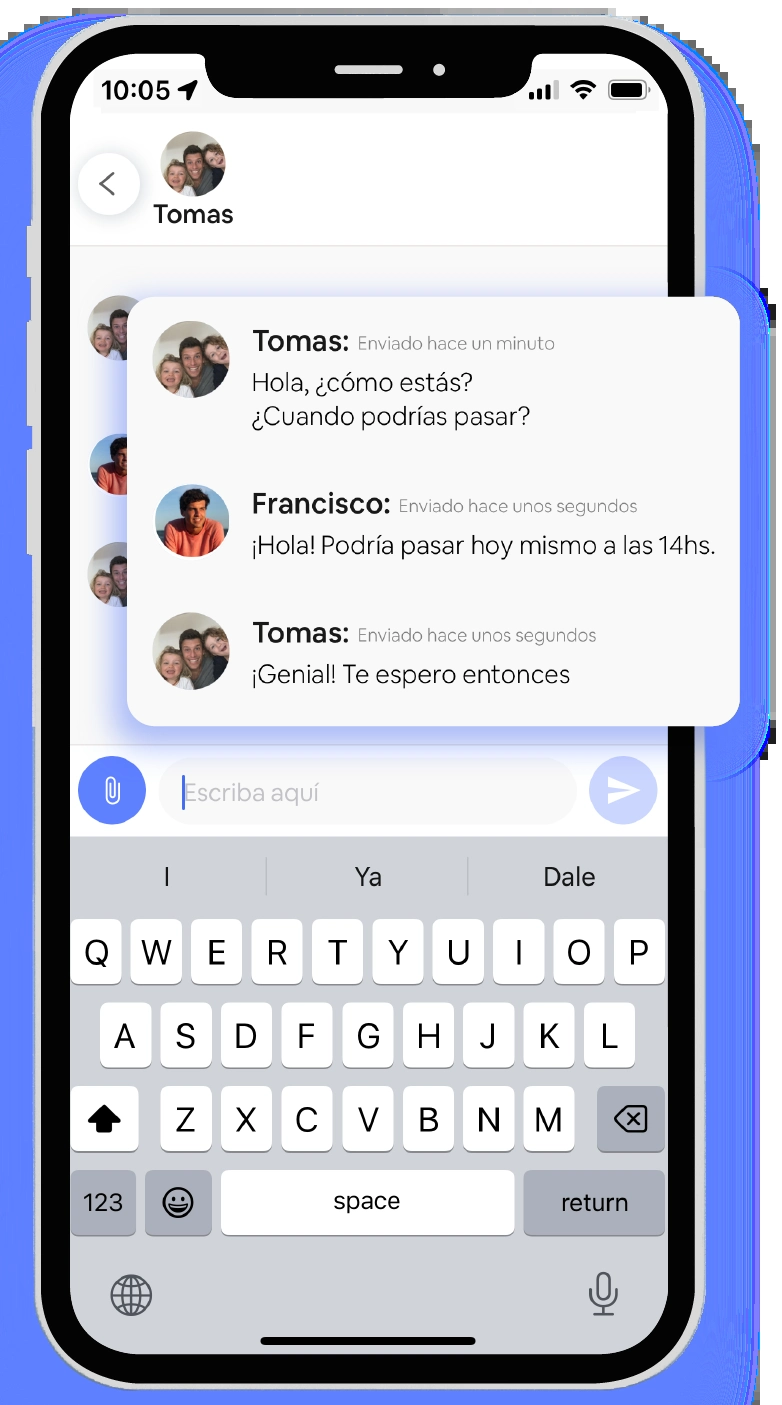 10:05
Tomas
Tomas: Enviado hace un minuto
Hola, ¿cómo estás?
¿Cuando podrías pasar?
Francisco: Enviado hace unos segundos
¡Hola! Podría pasar hoy mismo a las 14hs.
Tomas: Enviado hace unos segundos
¡Genial! Te espero entonces
Escriba aquí
I Ya Dale
Q W E R T Y U I O P
A S D F G H J K L
Z X C V B N M
123 space return